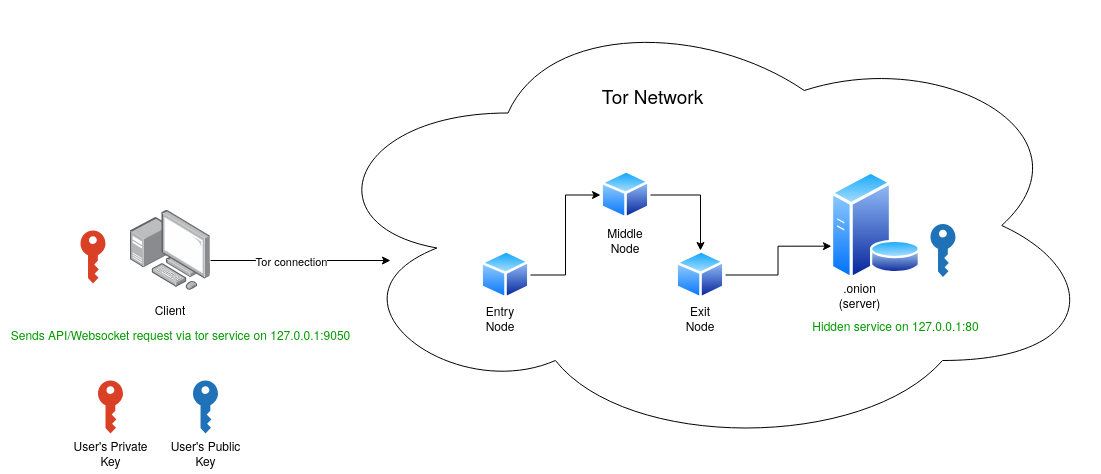 Tor Network
Middle
Node
Tor connection
Entry
Node
Exit
Node
.onion
(server)
Client
Hidden service on 127.0.0.1:80
Sends API/Websocket request via tor service on 127.0.0.1:9050
User's Private
Key
User's Public
Key